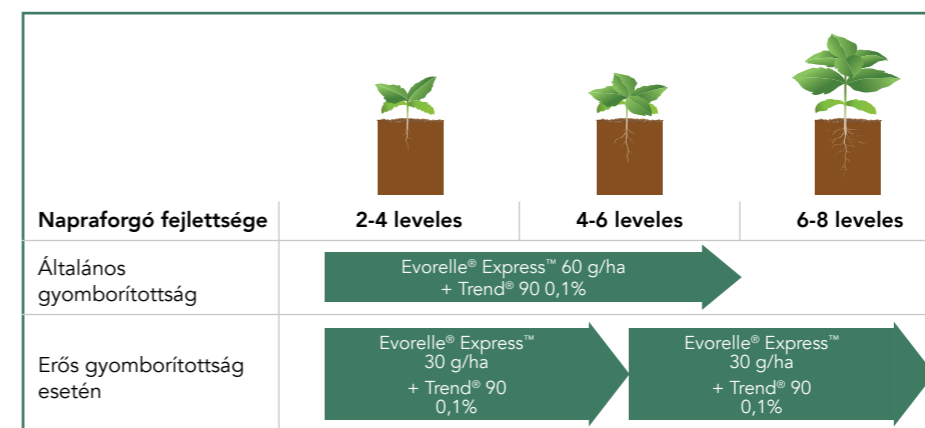 Napraforgó fejlettsége
2-4 leveles
4-6 leveles
6-8 leveles
Általános
gyomborítottság
Evorelle® Express™ 60 g/ha
+ Trend® 90 0,1%
Erős gyomborítottság
esetén
Evorelle® Express™
30 g/ha
+ Trend® 90
0,1%
Evorelle® Express™
30 g/ha
+ Trend® 90
0,1%